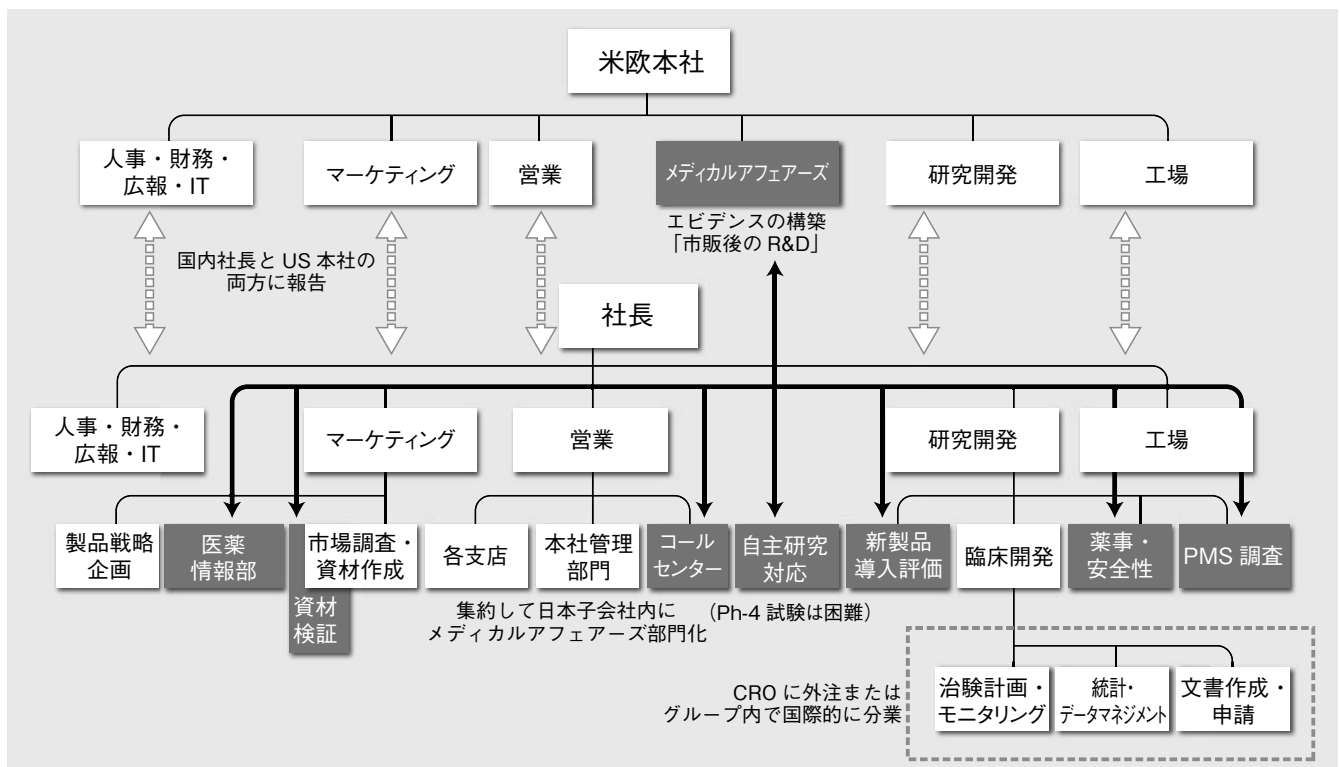 米欧本社
人事・財務・
広報・IT
マーケティング
営業
メディカルアフェアーズ
研究開発
工場
エビデンスの構築
「市販後の R&D」
国内社長と US 本社の
両方に報告
社長
人事・財務・
広報・IT
マーケティング
営業
研究開発
工場
製品戦略
企画
医薬
情報部
資材
検証
市場調査・
資材作成
各支店
本社管理
部門
コール
センター
自主研究
対応
新製品
導入評価
臨床開発
薬事・
安全性
PMS 調査
集約して日本子会社内に
メディカルアフェアーズ部門化
(Ph-4 試験は困難)
CRO に外注または
グループ内で国際的に分業
治験計画・
モニタリング
統計・
データマネジメント
文書作成・
申請